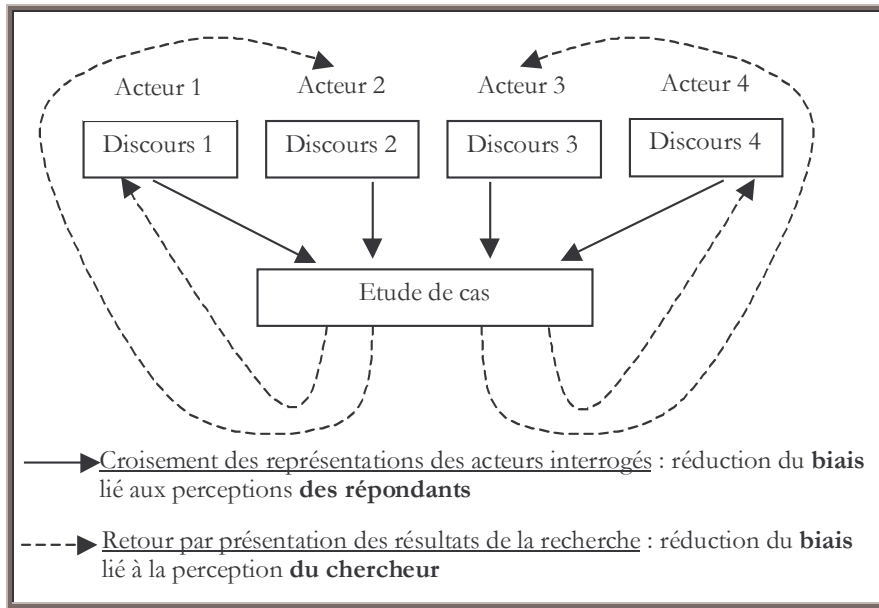 Acteur 1 Acteur 2 Acteur 3 Acteur 4
Discours 1 Discours 2 Discours 3 Discours 4
Etude de cas
Croisement des représentations des acteurs interrogés : réduction du biais
lié aux perceptions des répondants
Retour par présentation des résultats de la recherche : réduction du biais
lié à la perception du chercheur